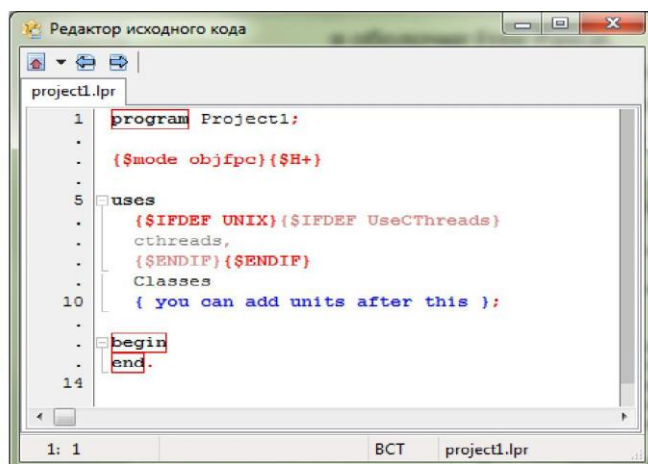 Редактор исходного кода
project1.lpr
1 program Project1;
{$mode objfpc}{$H+}
5 uses
{$IFDEF UNIX}{$IFDEF UseCThreads}
cthreads,
{$ENDIF}{$ENDIF}
Classes
10 { you can add units after this };
begin
end.
14
1: 1 ВСТ project1.lpr